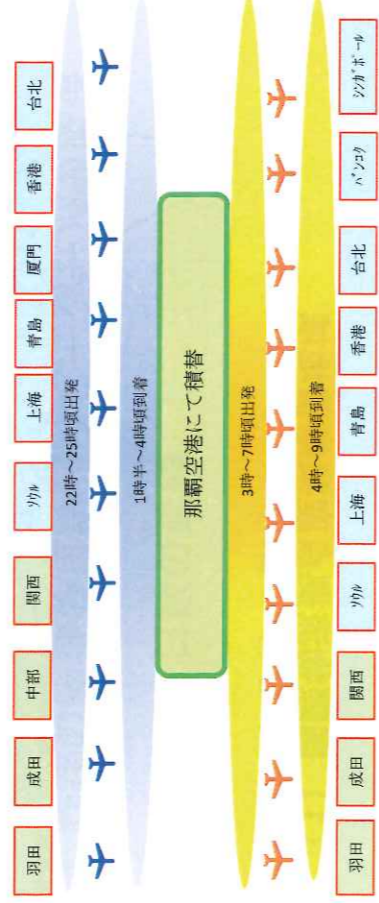 羽田
成田
中部
関西
ソウル
上海
青島
厦門
香港
台北
22時～25時頃出発
1時半～4時頃到着
那覇空港にて積替
3時～7時頃出発
4時～9時頃到着
羽田
成田
関西
ソウル
上海
青島
香港
台北
バンコク
シンガポール